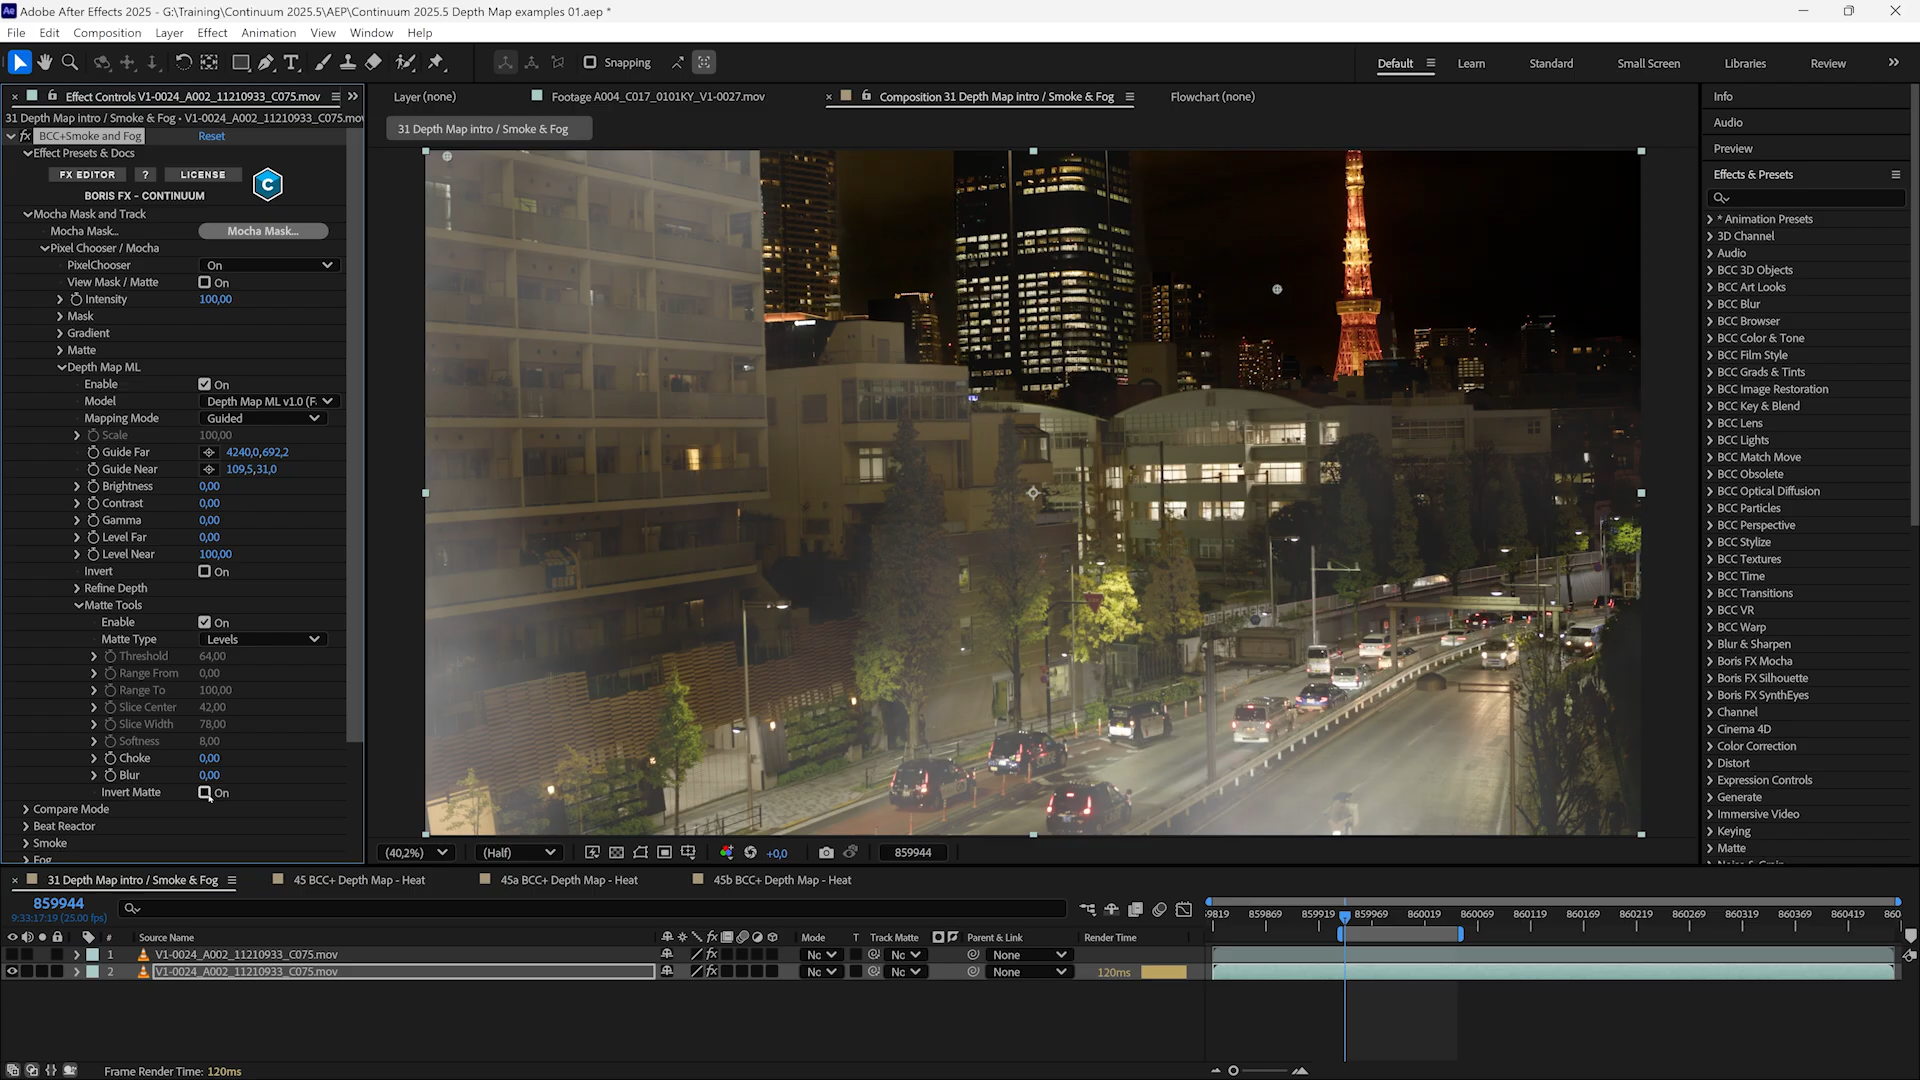 Adobe After Effects 2025 - G:\Training\Continuum 2025.5\AEP\Continuum 2025.5 Depth Map examples 01.aep *
File Edit Composition Layer Effect Animation View Window Help
Snapping
Default Learn Standard Small Screen Libraries Review
Effect Controls V1-0024_A002_11210933_C075.mov
Layer (none)
Footage A004_C017_0101KY_V1-0027.mov
Composition 31 Depth Map intro / Smoke & Fog
Flowchart (none)
31 Depth Map intro / Smoke & Fog • V1-0024_A002_11210933_C075.mov
31 Depth Map intro / Smoke & Fog
BCC+Smoke and Fog Reset
Effect Presets & Docs
FX EDITOR ? LICENSE
BORIS FX - CONTINUUM
Mocha Mask and Track
Mocha Mask... Mocha Mask...
Pixel Chooser / Mocha
PixelChooser On
View Mask / Matte On
Intensity 100,00
Mask
Gradient
Matte
Depth Map ML
Enable On
Model Depth Map ML v1.0 (F
Mapping Mode Guided
Scale 100,00
Guide Far 4240,0,692,2
Guide Near 109,5,31,0
Brightness 0,00
Contrast 0,00
Gamma 0,00
Level Far 0,00
Level Near 100,00
Invert On
Refine Depth
Matte Tools
Enable On
Matte Type Levels
Threshold 64,00
Range From 0,00
Range To 100,00
Slice Center 42,00
Slice Width 78,00
Softness 8,00
Choke 0,00
Blur 0,00
Invert Matte On
Compare Mode
Beat Reactor
Smoke
Fog
(40,2%) (Half) +0,0 859944
Info
Audio
Preview
Effects & Presets
* Animation Presets
3D Channel
Audio
BCC 3D Objects
BCC Art Looks
BCC Blur
BCC Browser
BCC Color & Tone
BCC Film Style
BCC Grads & Tints
BCC Image Restoration
BCC Key & Blend
BCC Lens
BCC Lights
BCC Match Move
BCC Obsolete
BCC Optical Diffusion
BCC Particles
BCC Perspective
BCC Stylize
BCC Textures
BCC Time
BCC Transitions
BCC VR
BCC Warp
Blur & Sharpen
Boris FX Mocha
Boris FX Silhouette
Boris FX SynthEyes
Channel
Cinema 4D
Color Correction
Distort
Expression Controls
Generate
Immersive Video
Keying
Matte
Noise & Grain
31 Depth Map intro / Smoke & Fog
45 BCC+ Depth Map - Heat
45a BCC+ Depth Map - Heat
45b BCC+ Depth Map - Heat
859944
9:33:17:19 (25.00 fps)
9819 859869 859919 859969 860019 860069 860119 860169 860219 860269 860319 860369 860419 860
# Source Name Mode T Track Matte Parent & Link Render Time
1 V1-0024_A002_11210933_C075.mov Nc Nc None
2 V1-0024_A002_11210933_C075.mov Nc Nc None 120ms
Frame Render Time: 120ms